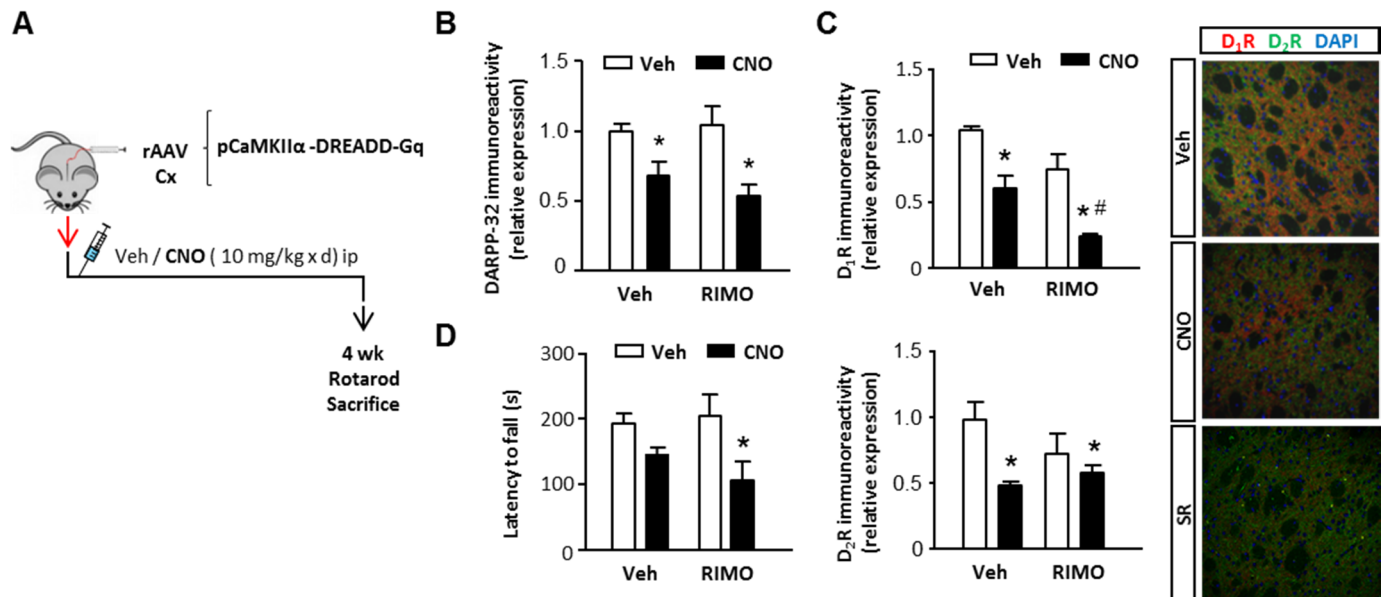 A
rAAV
Cx
pCaMKIIα -DREADD-Gq
Veh / CNO ( 10 mg/kg x d) ip
4 wk
Rotarod
Sacrifice
B
DARPP-32 immunoreactivity
(relative expression)
Veh CNO
1.5
1.0
0.5
0
*
*
Veh RIMO
C
D₁R immunoreactivity
(relative expression)
Veh CNO
1.5
1.0
0.5
0
*
* #
Veh RIMO
D₁R D₂R DAPI
Veh
CNO
SR
D
Latency to fall (s)
Veh CNO
300
200
100
0
*
Veh RIMO
D₂R immunoreactivity
(relative expression)
1.5
1.0
0.5
0
*
*
Veh RIMO